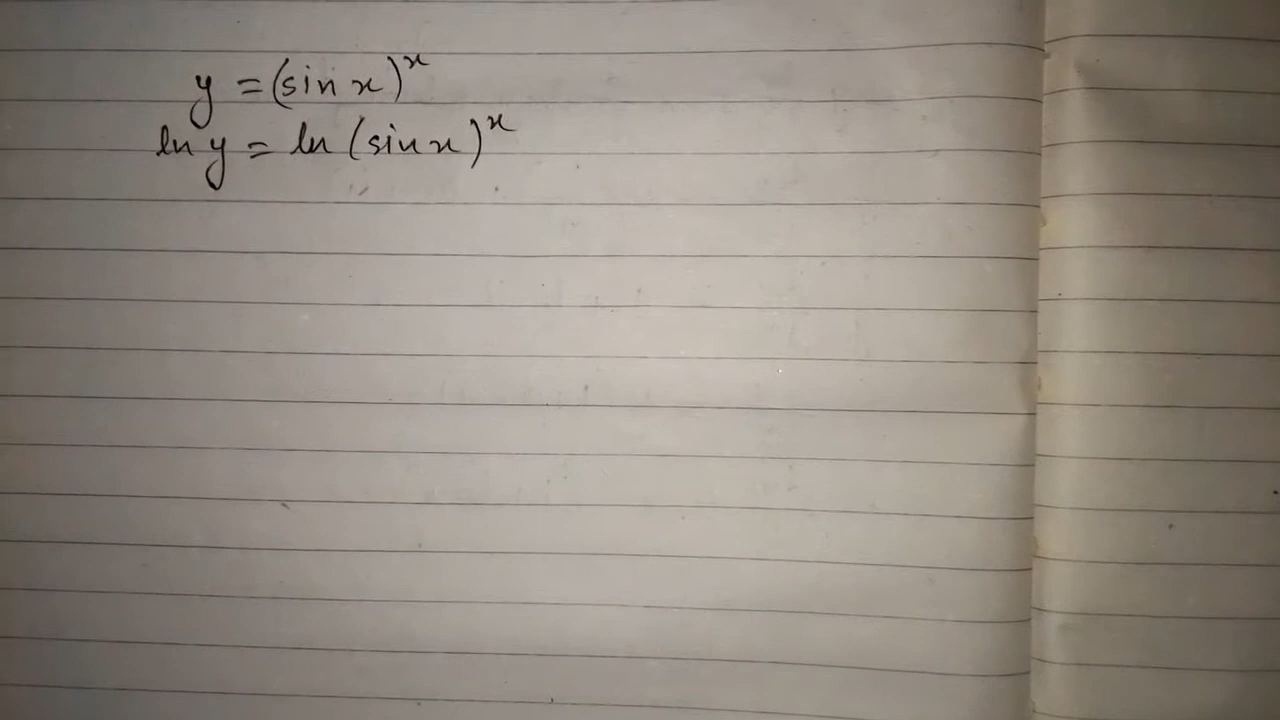 y = (sin x)^x
ln y = ln (sin x)^x